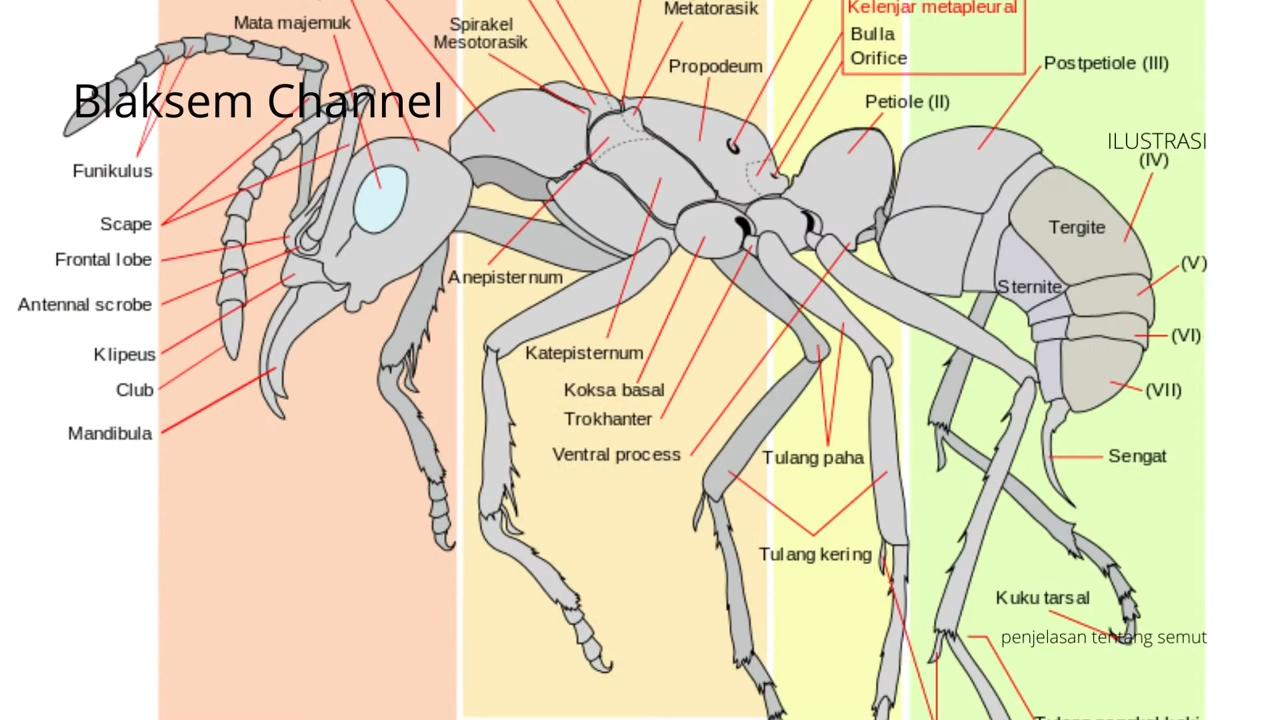 Kelenjar metapleural
Metatorasik
Mata majemuk
Spirakel
Mesotorasik
Bulla
Orifice
Propodeum
Postpetiole (III)
Blaksem Channel
Petiole (II)
ILUSTRASI
(IV)
Funikulus
Scape
Tergite
Frontal lobe
(V)
Anepisternum
Sternite
Antennal scrobe
(VI)
Klipeus
Katepisternum
Club
Koksa basal
(VII)
Trokhanter
Mandibula
Ventral process
Tulang paha
Sengat
Tulang kering
Kuku tarsal
penjelasan tentang semut